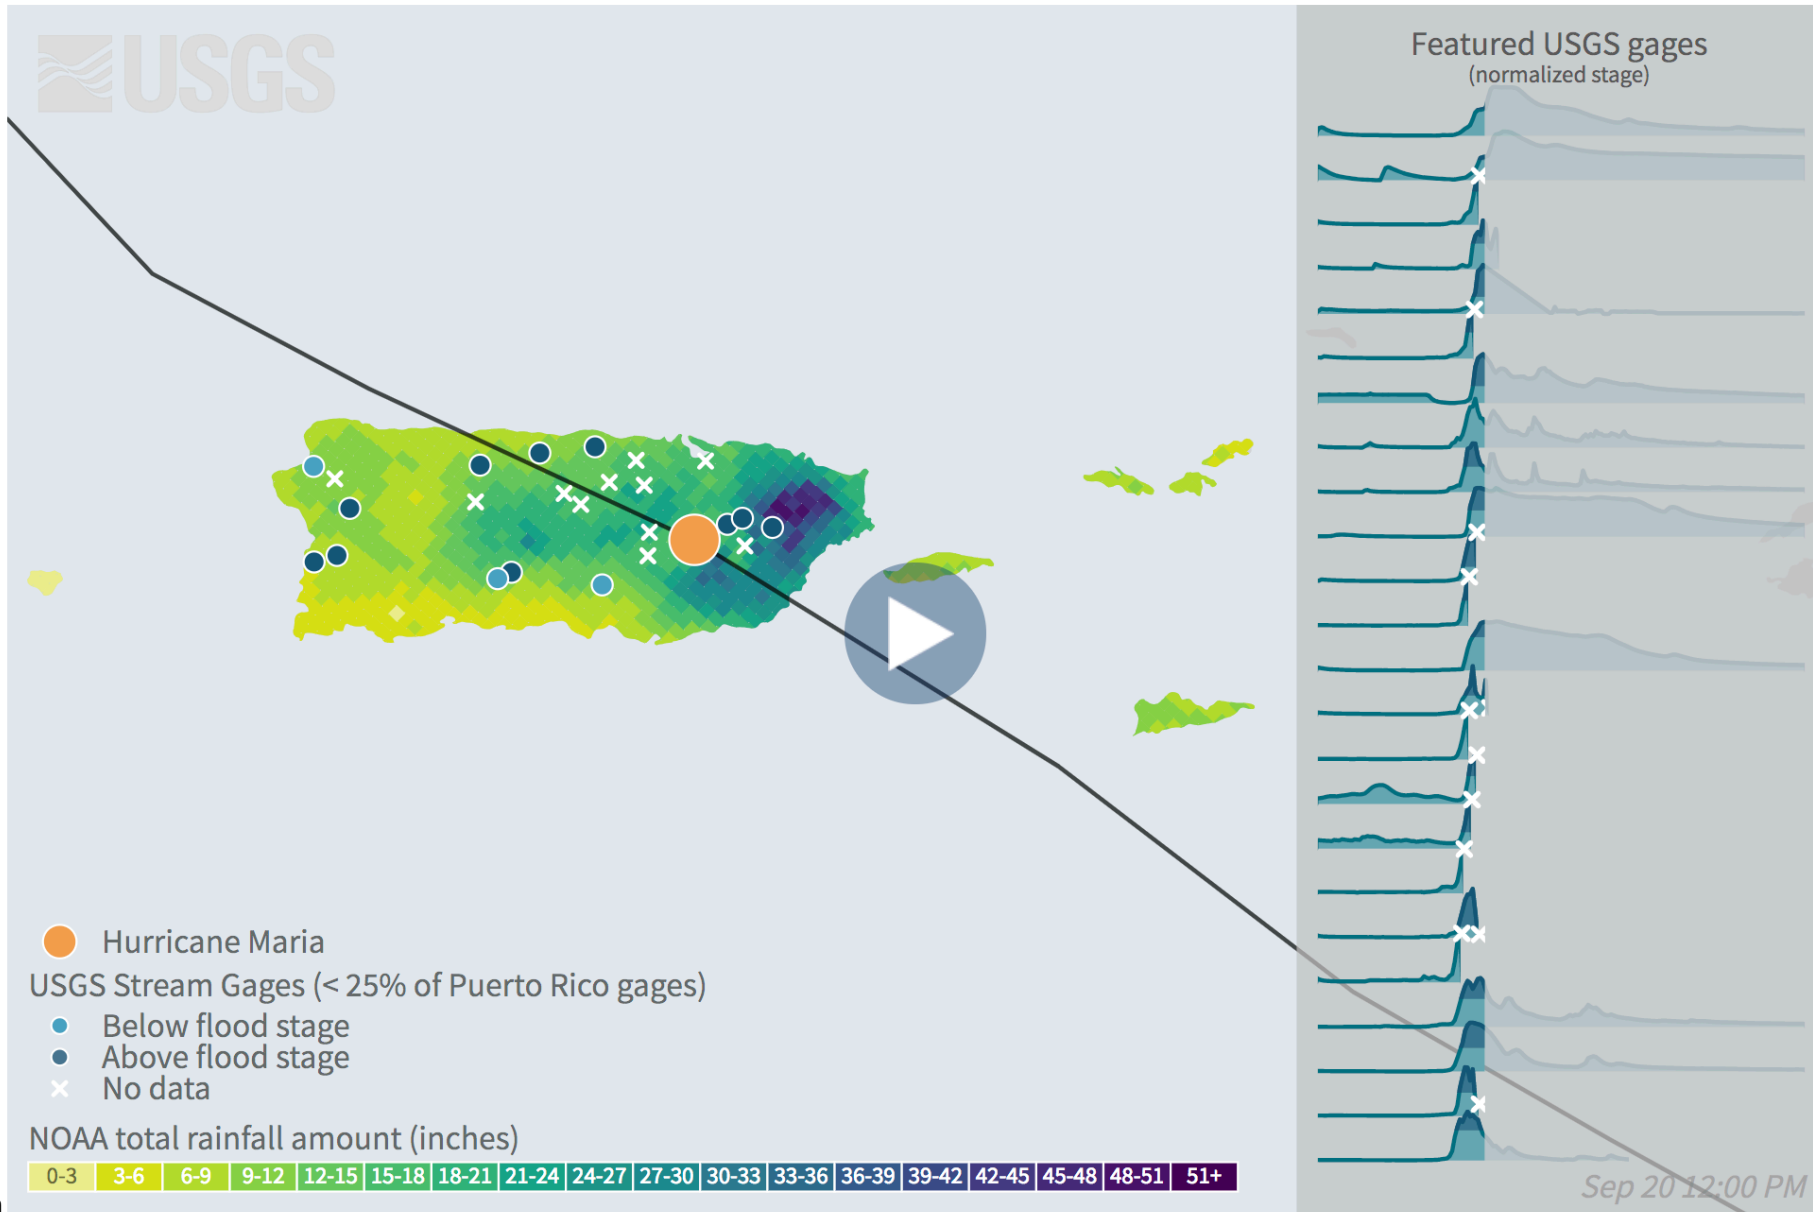 USGS
Featured USGS gages
(normalized stage)
Hurricane Maria
USGS Stream Gages (< 25% of Puerto Rico gages)
Below flood stage
Above flood stage
No data
NOAA total rainfall amount (inches)
0-3 3-6 6-9 9-12 12-15 15-18 18-21 21-24 24-27 27-30 30-33 33-36 36-39 39-42 42-45 45-48 48-51 51+
Sep 20 12:00 PM